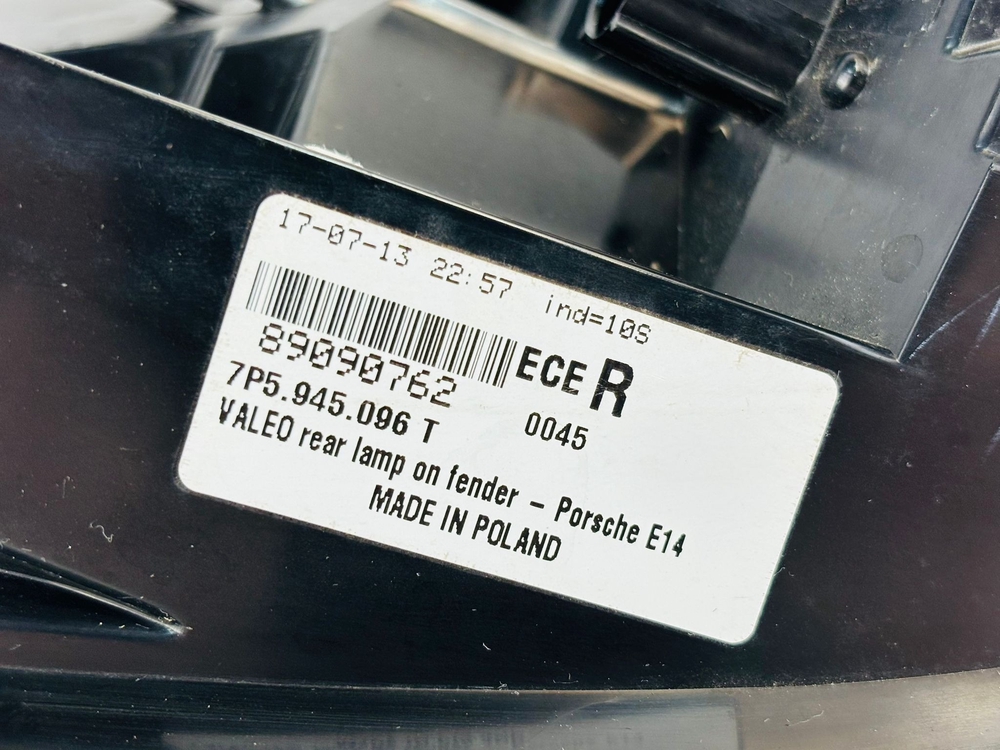 17-07-13 22:57 ind=10S
89090762
ECE R
7P5.945.096 T
0045
VALEO rear lamp on fender - Porsche E14
MADE IN POLAND